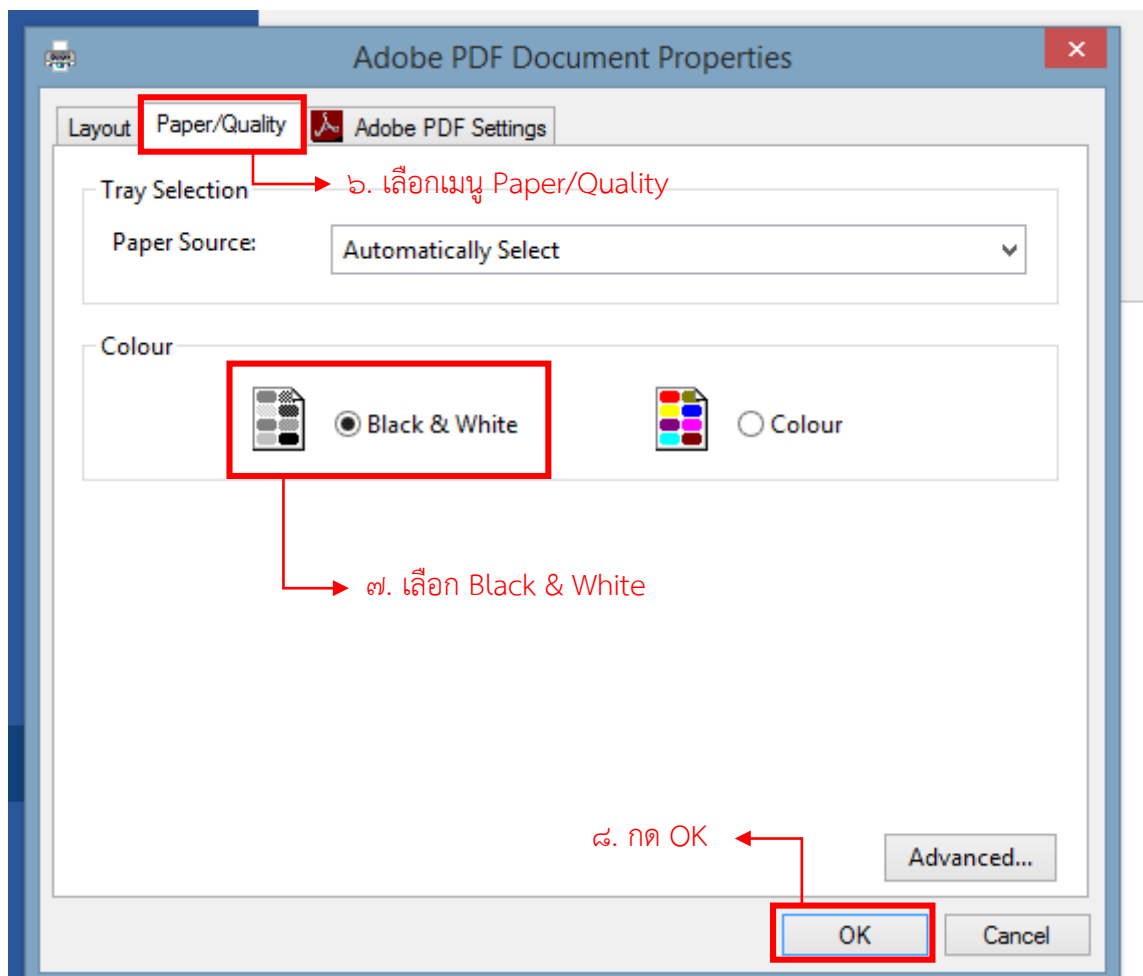 Adobe PDF Document Properties
Layout
Paper/Quality
Adobe PDF Settings
๖. เลือกเมนู Paper/Quality
Tray Selection
Paper Source:
Automatically Select
Colour
Black & White
Colour
๗. เลือก Black & White
๘. กด OK
Advanced...
OK
Cancel